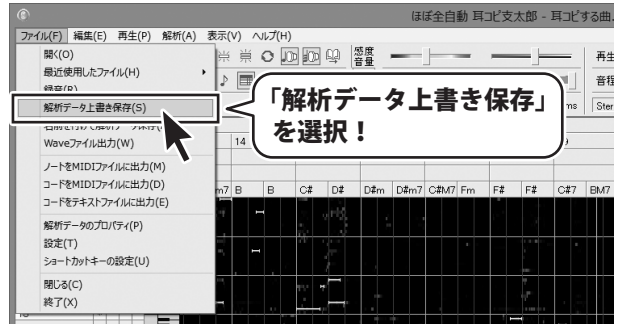 ほぼ全自動 耳コピ支太郎 - 耳コピする曲.
ファイル(F) 編集(E) 再生(P) 解析(A) 表示(V) ヘルプ(H)
開く(O)
最近使用したファイル(H)
録音(R)
解析データ上書き保存(S)
Waveファイル出力(W)
ノートをMIDIファイルに出力(M)
コードをMIDIファイルに出力(D)
コードをテキストファイルに出力(E)
解析データのプロパティ(P)
設定(T)
ショートカットキーの設定(U)
閉じる(C)
終了(X)
感度
音量
再生
音程
ms Ster
「解析データ上書き保存」
を選択！
14
m7 B B C# D# D#m D#m7 C#M7 Fm F# F# C#7 BM7